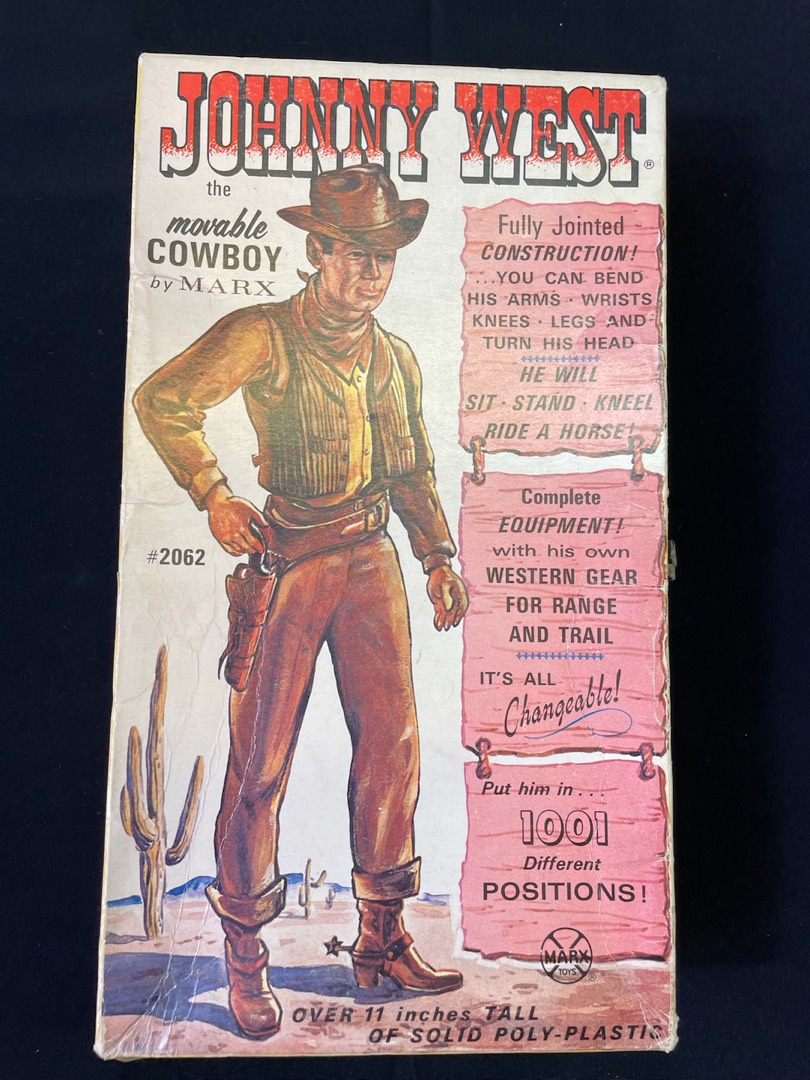 JOHNNY WEST®
the
movable
COWBOY
by MARX
Fully Jointed
CONSTRUCTION!
...YOU CAN BEND
HIS ARMS · WRISTS
KNEES · LEGS AND
TURN HIS HEAD
HE WILL
SIT · STAND · KNEEL
RIDE A HORSE!
Complete
EQUIPMENT!
with his own
WESTERN GEAR
FOR RANGE
AND TRAIL
IT'S ALL
Changeable!
#2062
Put him in...
1001
Different
POSITIONS!
MARX
TOYS
®
OVER 11 inches TALL
OF SOLID POLY-PLASTIC